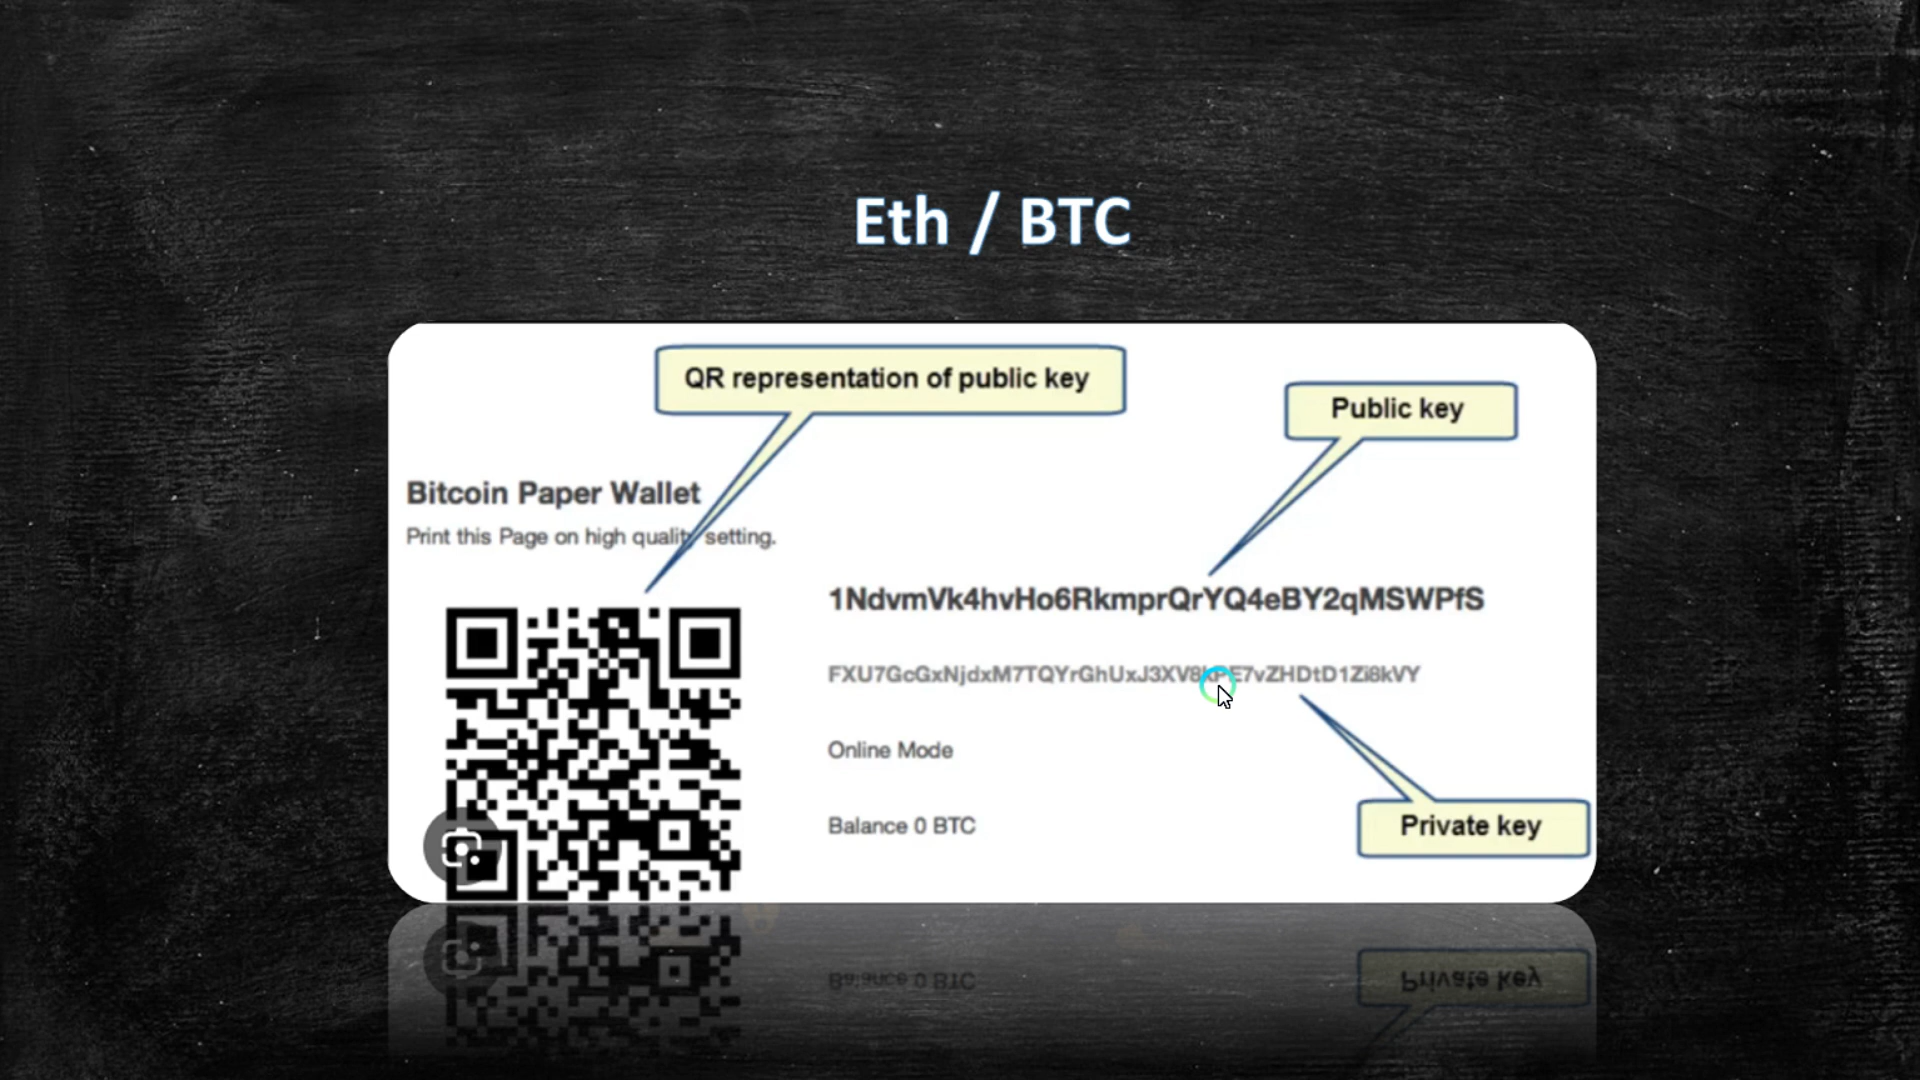 Eth / BTC
QR representation of public key
Public key
Bitcoin Paper Wallet
Print this Page on high quality setting.
1NdvmVk4hvHo6RkmprQrYQ4eBY2qMSWPfS
Online Mode
Balance 0 BTC
Private key